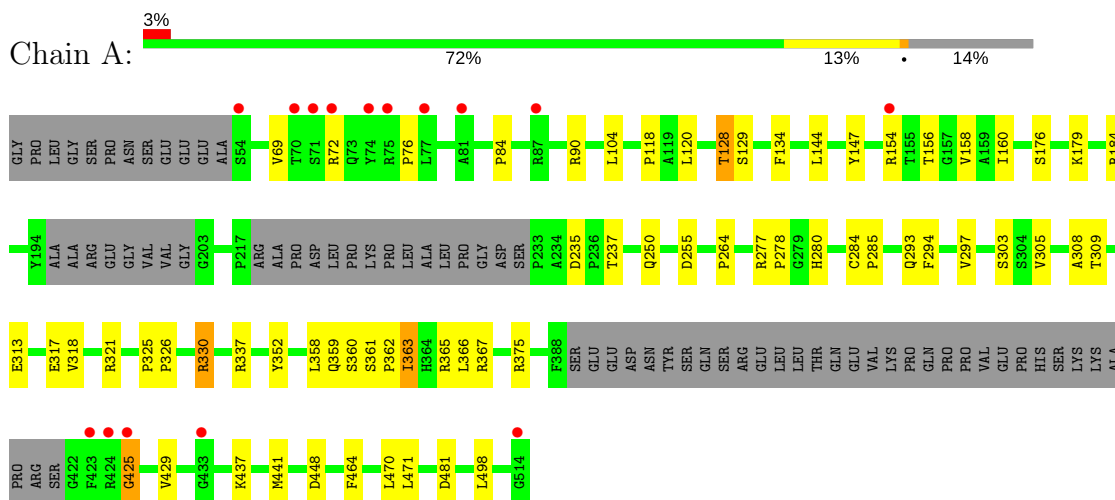 3%
Chain A:
72% 13% • 14%
GLY PRO LEU GLY SER PRO ASN SER GLU GLU GLU ALA S54 V69 T70 S71 R72 Q73 Y74 R75 P76 L77 A81 P84 R87 R90 L104 P118 A119 L120 T128 S129 F134 L144 Y147 R154 T155 T156 G157 V158 A159 I160 S176 K179
Y194 ALA ALA ARG GLU GLY VAL VAL GLY G203 P217 ARG ALA PRO ASP LEU PRO LYS PRO LEU ALA LEU PRO GLY ASP SER P233 A234 D235 P236 T237 Q250 D255 P264 R277 P278 G279 H280 C284 P285 Q293 F294 V297 S303 S304 V305 A308 T309
E313 E317 V318 R321 P325 P326 R330 R337 Y352 L358 Q359 S360 S361 P362 I363 H364 R365 L366 R367 R375 F388 SER GLU GLU ASP ASN TYR SER GLN SER ARG GLU LEU LEU THR GLN GLU VAL LYS PRO GLN PRO PRO VAL GLU PRO HIS SER LYS LYS ALA
PRO ARG SER G422 F423 R424 G425 V429 G433 K437 M441 D448 F464 L470 L471 D481 L498 G514